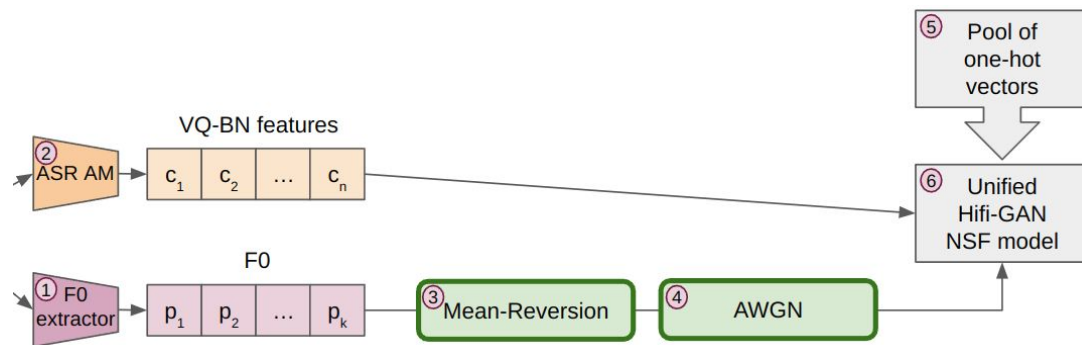 5
Pool of
one-hot
vectors
VQ-BN features
2
ASR AM
c1 c2 … cn
6
Unified
Hifi-GAN
NSF model
F0
1
F0
extractor
p1 p2 … pk
3
Mean-Reversion
4
AWGN